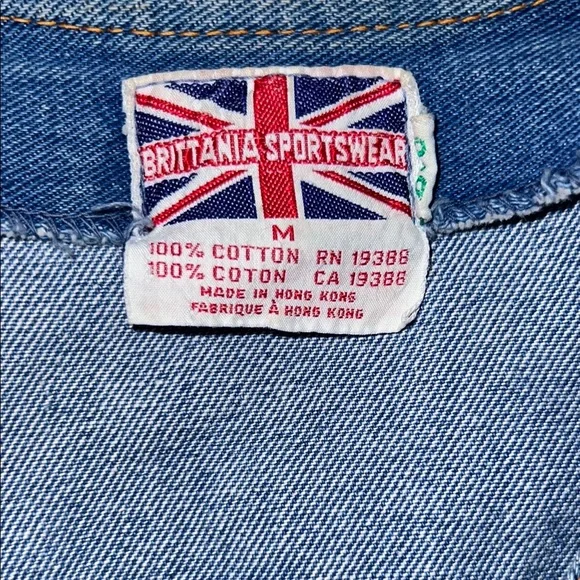 BRITTANIA SPORTSWEAR
M
100% COTTON RN 19388
100% COTON CA 19388
MADE IN HONG KONG
FABRIQUE À HONG KONG